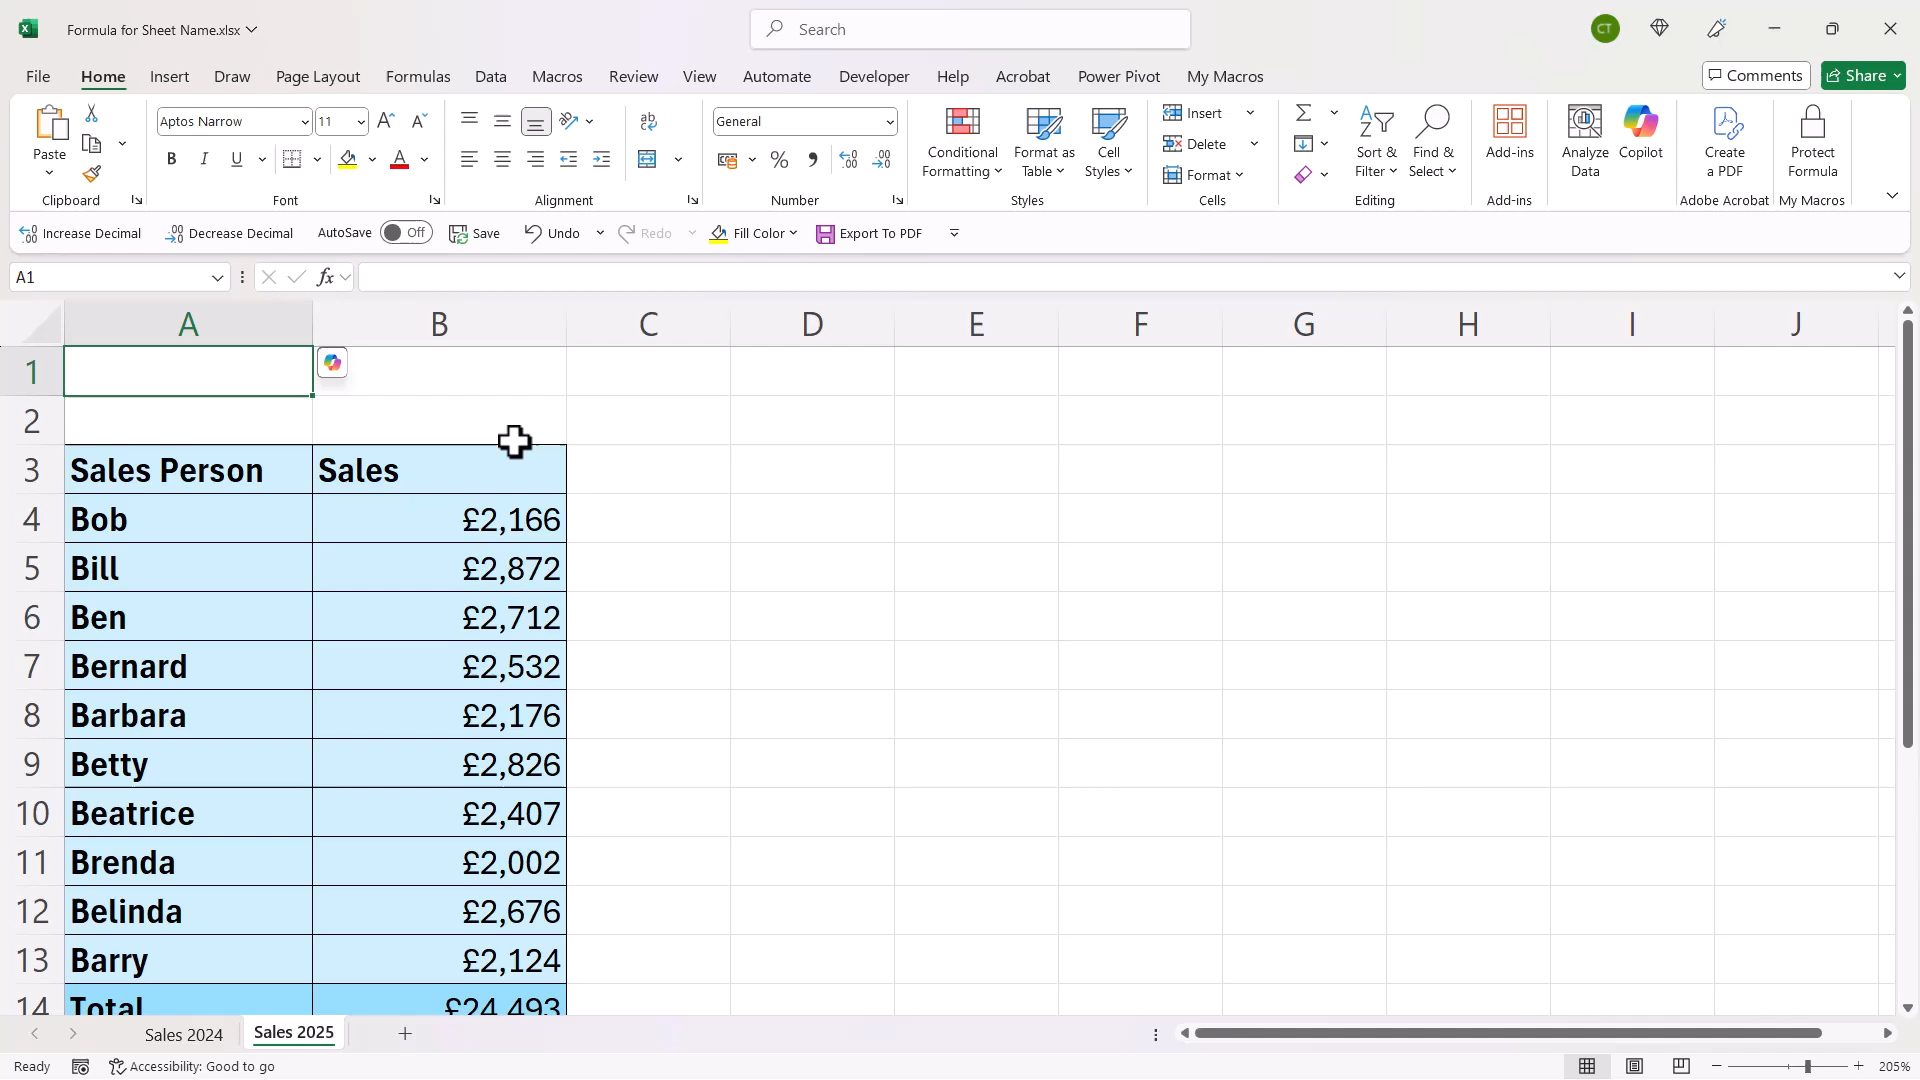 Formula for Sheet Name.xlsx
Search
CT
File Home Insert Draw Page Layout Formulas Data Macros Review View Automate Developer Help Acrobat Power Pivot My Macros
Comments Share
Paste
Clipboard
Aptos Narrow 11
B I U
Font
Alignment
General
Number
Conditional Formatting
Format as Table
Cell Styles
Styles
Insert
Delete
Format
Cells
Sort & Filter
Find & Select
Editing
Add-ins
Add-ins
Analyze Data
Copilot
Create a PDF
Adobe Acrobat
Protect Formula
My Macros
Increase Decimal Decrease Decimal AutoSave Off Save Undo Redo Fill Color Export To PDF
A1 fx
A B C D E F G H I J
1
2
3 Sales Person Sales
4 Bob £2,166
5 Bill £2,872
6 Ben £2,712
7 Bernard £2,532
8 Barbara £2,176
9 Betty £2,826
10 Beatrice £2,407
11 Brenda £2,002
12 Belinda £2,676
13 Barry £2,124
14 Total £24,493
Sales 2024 Sales 2025
Ready Accessibility: Good to go 205%